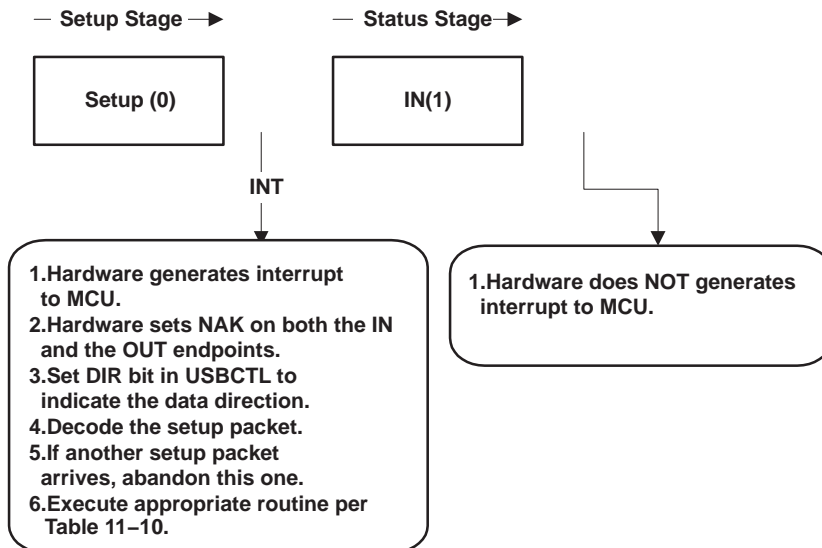 Setup Stage
Status Stage
Setup (0)
IN(1)
INT
1.Hardware generates interrupt
to MCU.
2.Hardware sets NAK on both the IN
and the OUT endpoints.
3.Set DIR bit in USBCTL to
indicate the data direction.
4.Decode the setup packet.
5.If another setup packet
arrives, abandon this one.
6.Execute appropriate routine per
Table 11–10.
1.Hardware does NOT generates
interrupt to MCU.